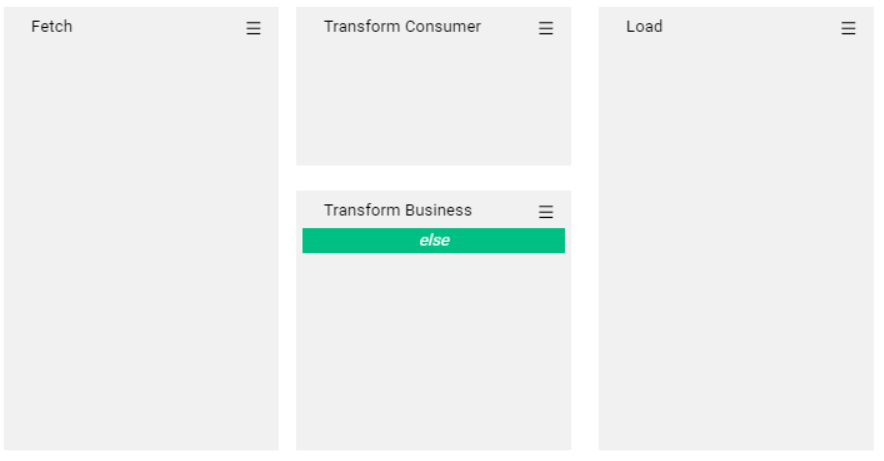 Fetch
Transform Consumer
Load
Transform Business
else